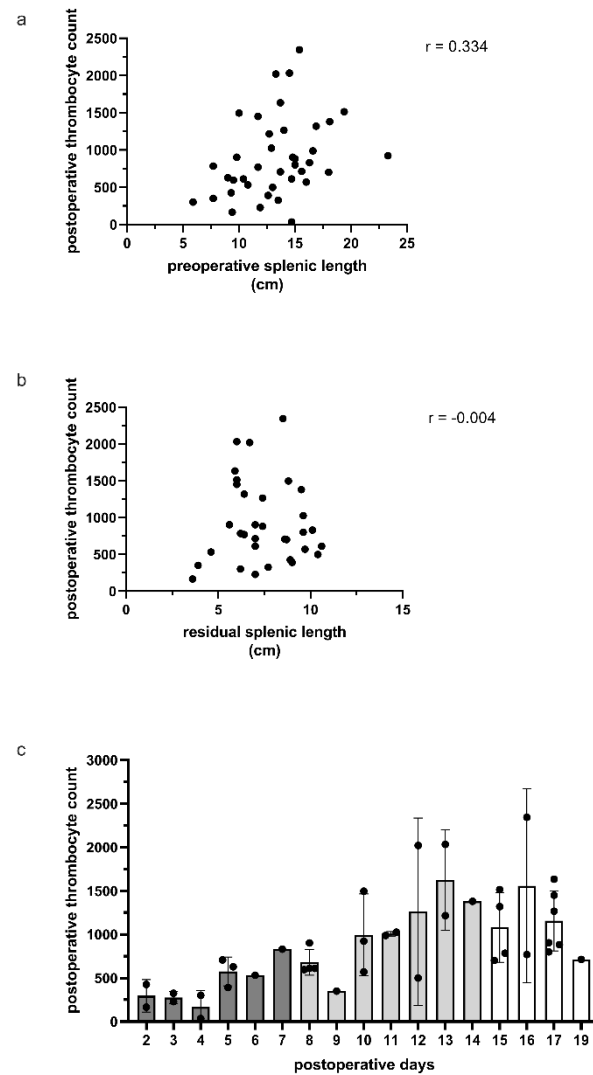 a
postoperative thrombocyte count
2500
2000
1500
1000
500
0
0 5 10 15 20 25
preoperative splenic length
(cm)
r = 0.334
b
postoperative thrombocyte count
2500
2000
1500
1000
500
0
0 5 10 15
residual splenic length
(cm)
r = -0.004
c
postoperative thrombocyte count
3000
2500
2000
1500
1000
500
0
2 3 4 5 6 7 8 9 10 11 12 13 14 15 16 17 19
postoperative days